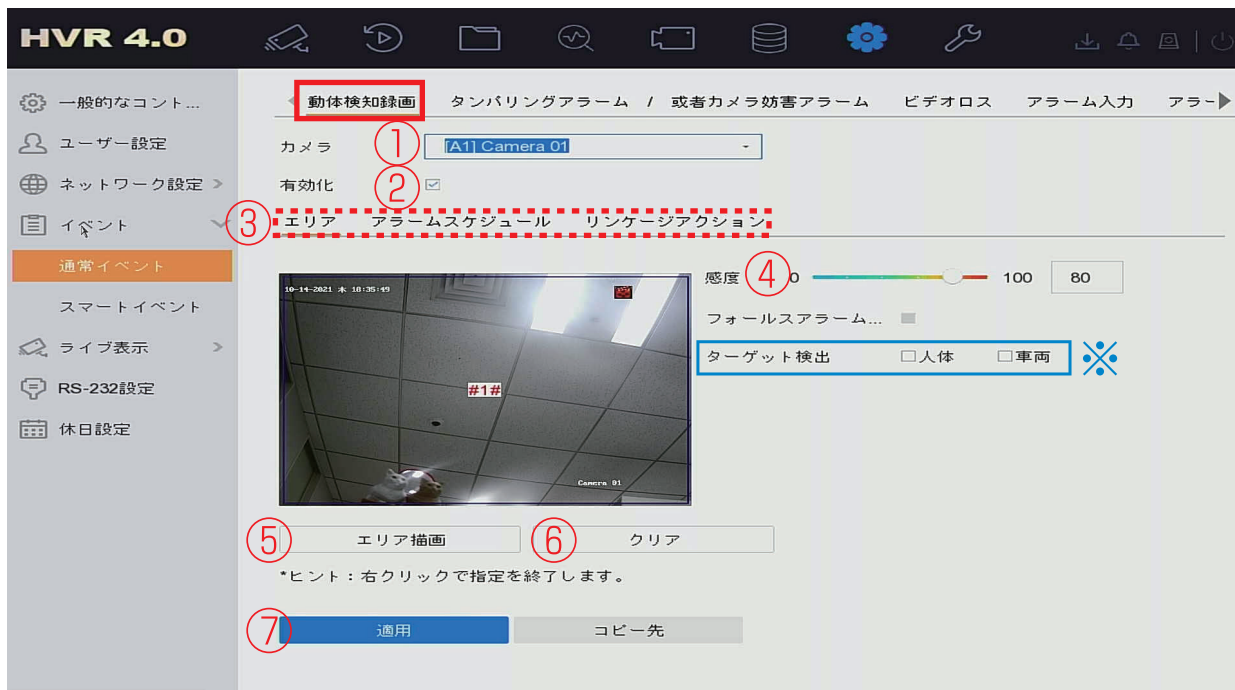 HVR 4.0
一般的なコント...
ユーザー設定
ネットワーク設定 >
イベント
通常イベント
スマートイベント
ライブ表示 >
RS-232設定
休日設定
動体検知録画 タンパリングアラーム / 或者カメラ妨害アラーム ビデオロス アラーム入力 アラー
カメラ ① [A1] Camera 01
有効化 ②
③ エリア アラームスケジュール リンケージアクション
10-14-2021 木 18:35:49
#1#
Camera 01
感度 ④ 0 100 80
フォールスアラーム...
ターゲット検出 □人体 □車両 ※
⑤ エリア描画 ⑥ クリア
*ヒント：右クリックで指定を終了します。
⑦ 適用 コピー先